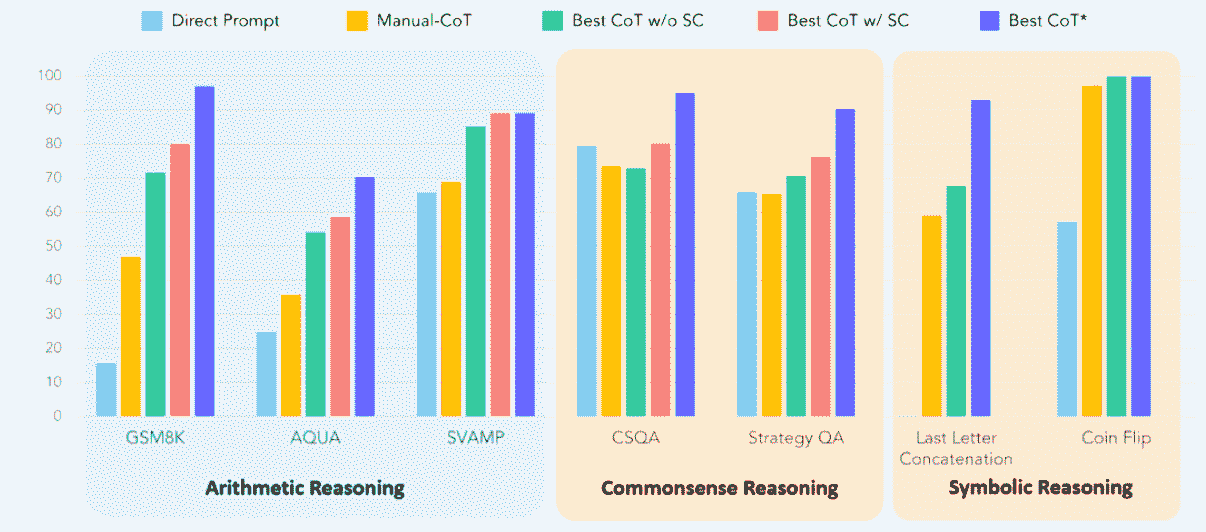 Direct Prompt Manual-CoT Best CoT w/o SC Best CoT w/ SC Best CoT*
100
90
80
70
60
50
40
30
20
10
0
GSM8K AQUA SVAMP CSQA Strategy QA Last Letter Coin Flip
Concatenation
Arithmetic Reasoning Commonsense Reasoning Symbolic Reasoning